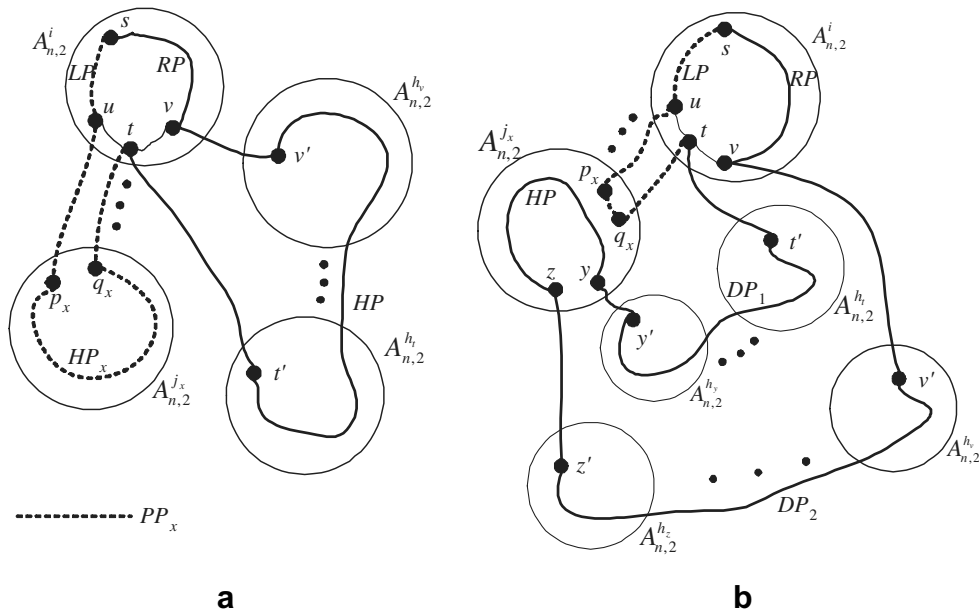 s
A^i_{n,2}
LP
RP
u
t
v
v'
A^{h_v}_{n,2}
p_x
q_x
HP_x
A^{j_x}_{n,2}
HP
t'
A^{h_t}_{n,2}
PP_x
a
s
A^i_{n,2}
LP
RP
u
t
v
A^{j_x}_{n,2}
p_x
HP
q_x
z
y
t'
DP_1
A^{h_t}_{n,2}
y'
A^{h_y}_{n,2}
v'
A^{h_v}_{n,2}
z'
DP_2
A^{h_z}_{n,2}
b